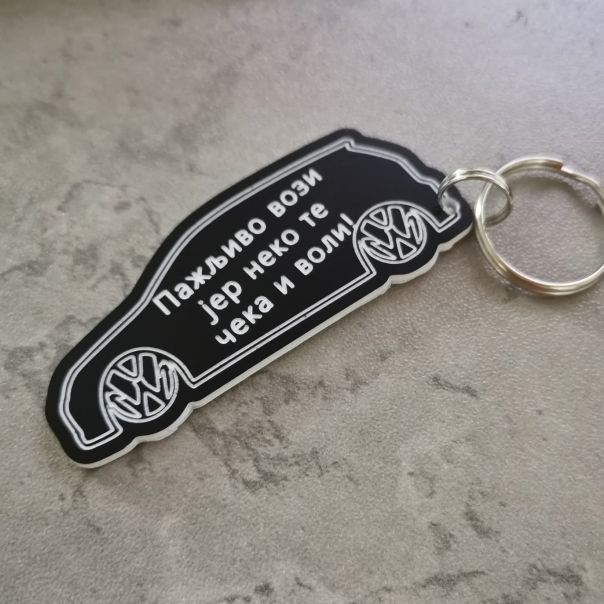 Пажљиво вози
јер неко те
чека и воли!